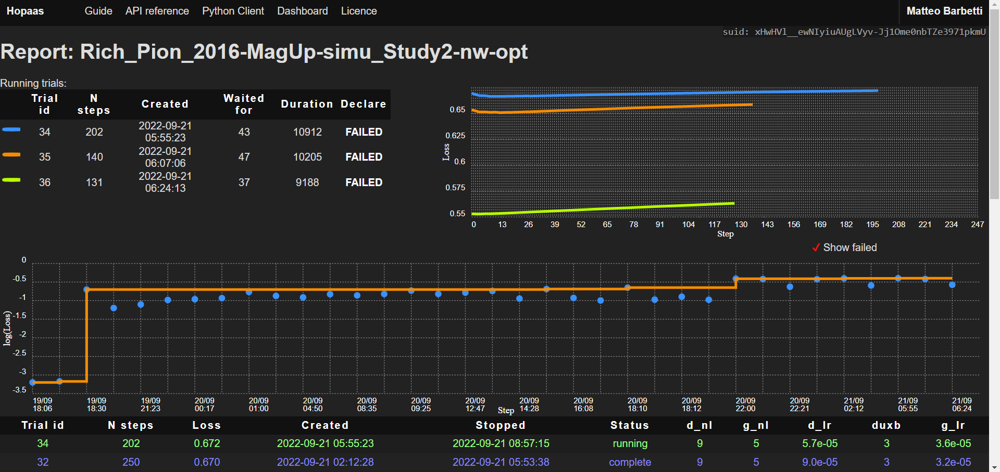 Hopaas Guide API reference Python Client Dashboard Licence Matteo Barbetti
suid: xHwHVl__ewNIyiuAUgLVyv-Jj1Ome0nbTZe3971pkmU
Report: Rich_Pion_2016-MagUp-simu_Study2-nw-opt
Running trials:
Trial id N steps Created Waited for Duration Declare
34 202 2022-09-21 05:55:23 43 10912 FAILED
35 140 2022-09-21 06:07:06 47 10205 FAILED
36 131 2022-09-21 06:24:13 37 9188 FAILED
0.65
0.625
0.6
0.575
0.55
Loss
0 13 26 39 52 65 78 91 104 117 130 143 156 169 182 195 208 221 234 247
Step
✓ Show failed
0
-0.5
-1
-1.5
-2
-2.5
-3
-3.5
log(Loss)
19/09 19/09 19/09 20/09 20/09 20/09 20/09 20/09 20/09 20/09 20/09 20/09 20/09 20/09 20/09 21/09 21/09 21/09
18:06 18:30 21:23 00:17 01:00 04:50 08:35 09:25 12:47 14:28 16:08 18:10 18:12 22:00 22:21 02:12 05:55 06:24
Step
Trial id N steps Loss Created Stopped Status d_nl g_nl d_lr duxb g_lr
34 202 0.672 2022-09-21 05:55:23 2022-09-21 08:57:15 running 9 5 5.7e-05 3 3.6e-05
32 250 0.670 2022-09-21 02:12:28 2022-09-21 05:53:38 complete 9 5 9.0e-05 3 3.2e-05